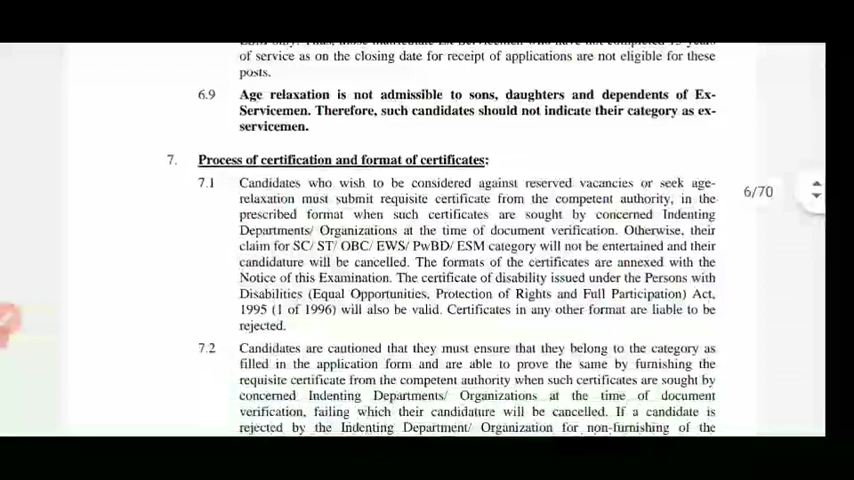 of service as on the closing date for receipt of applications are not eligible for these
posts.
6.9 Age relaxation is not admissible to sons, daughters and dependents of Ex-
Servicemen. Therefore, such candidates should not indicate their category as ex-
servicemen.
7. Process of certification and format of certificates:
7.1 Candidates who wish to be considered against reserved vacancies or seek age-
relaxation must submit requisite certificate from the competent authority, in the
prescribed format when such certificates are sought by concerned Indenting
Departments/ Organizations at the time of document verification. Otherwise, their
claim for SC/ ST/ OBC/ EWS/ PwBD/ ESM category will not be entertained and their
candidature will be cancelled. The formats of the certificates are annexed with the
Notice of this Examination. The certificate of disability issued under the Persons with
Disabilities (Equal Opportunities, Protection of Rights and Full Participation) Act,
1995 (1 of 1996) will also be valid. Certificates in any other format are liable to be
rejected.
6/70
7.2 Candidates are cautioned that they must ensure that they belong to the category as
filled in the application form and are able to prove the same by furnishing the
requisite certificate from the competent authority when such certificates are sought by
concerned Indenting Departments/ Organizations at the time of document
verification, failing which their candidature will be cancelled. If a candidate is
rejected by the Indenting Department/ Organization for non-furnishing of the